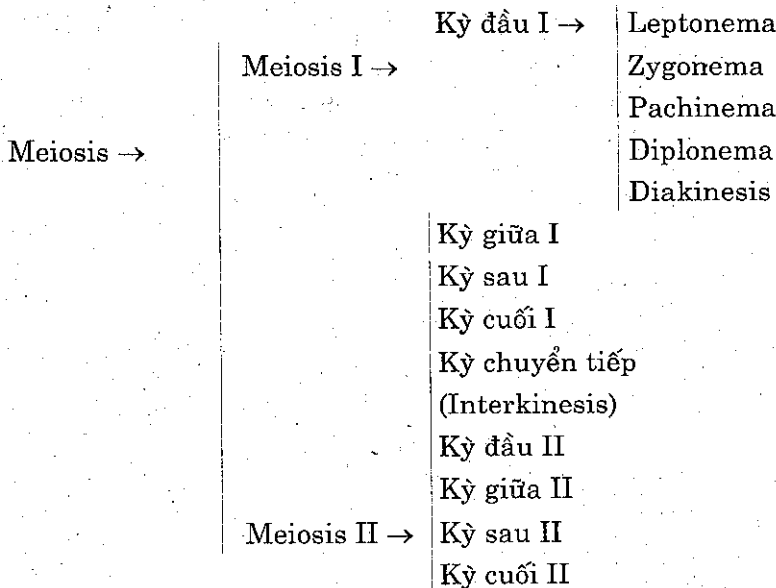 Kỳ đầu I → Leptonema
Meiosis I → Zygonema
Pachinema
Meiosis → Diplonema
Diakinesis
Kỳ giữa I
Kỳ sau I
Kỳ cuối I
Kỳ chuyển tiếp
(Interkinesis)
Kỳ đầu II
Kỳ giữa II
Meiosis II → Kỳ sau II
Kỳ cuối II